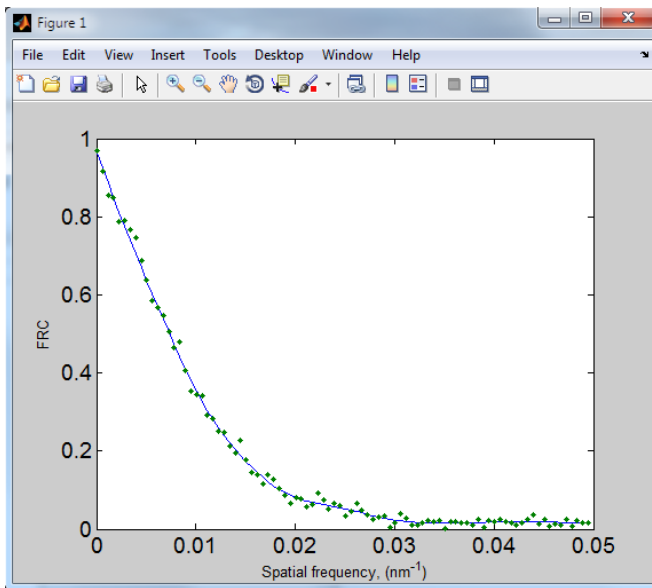 Figure 1
File Edit View Insert Tools Desktop Window Help
1
0.8
0.6
0.4
0.2
0
FRC
0 0.01 0.02 0.03 0.04 0.05
Spatial frequency, (nm⁻¹)